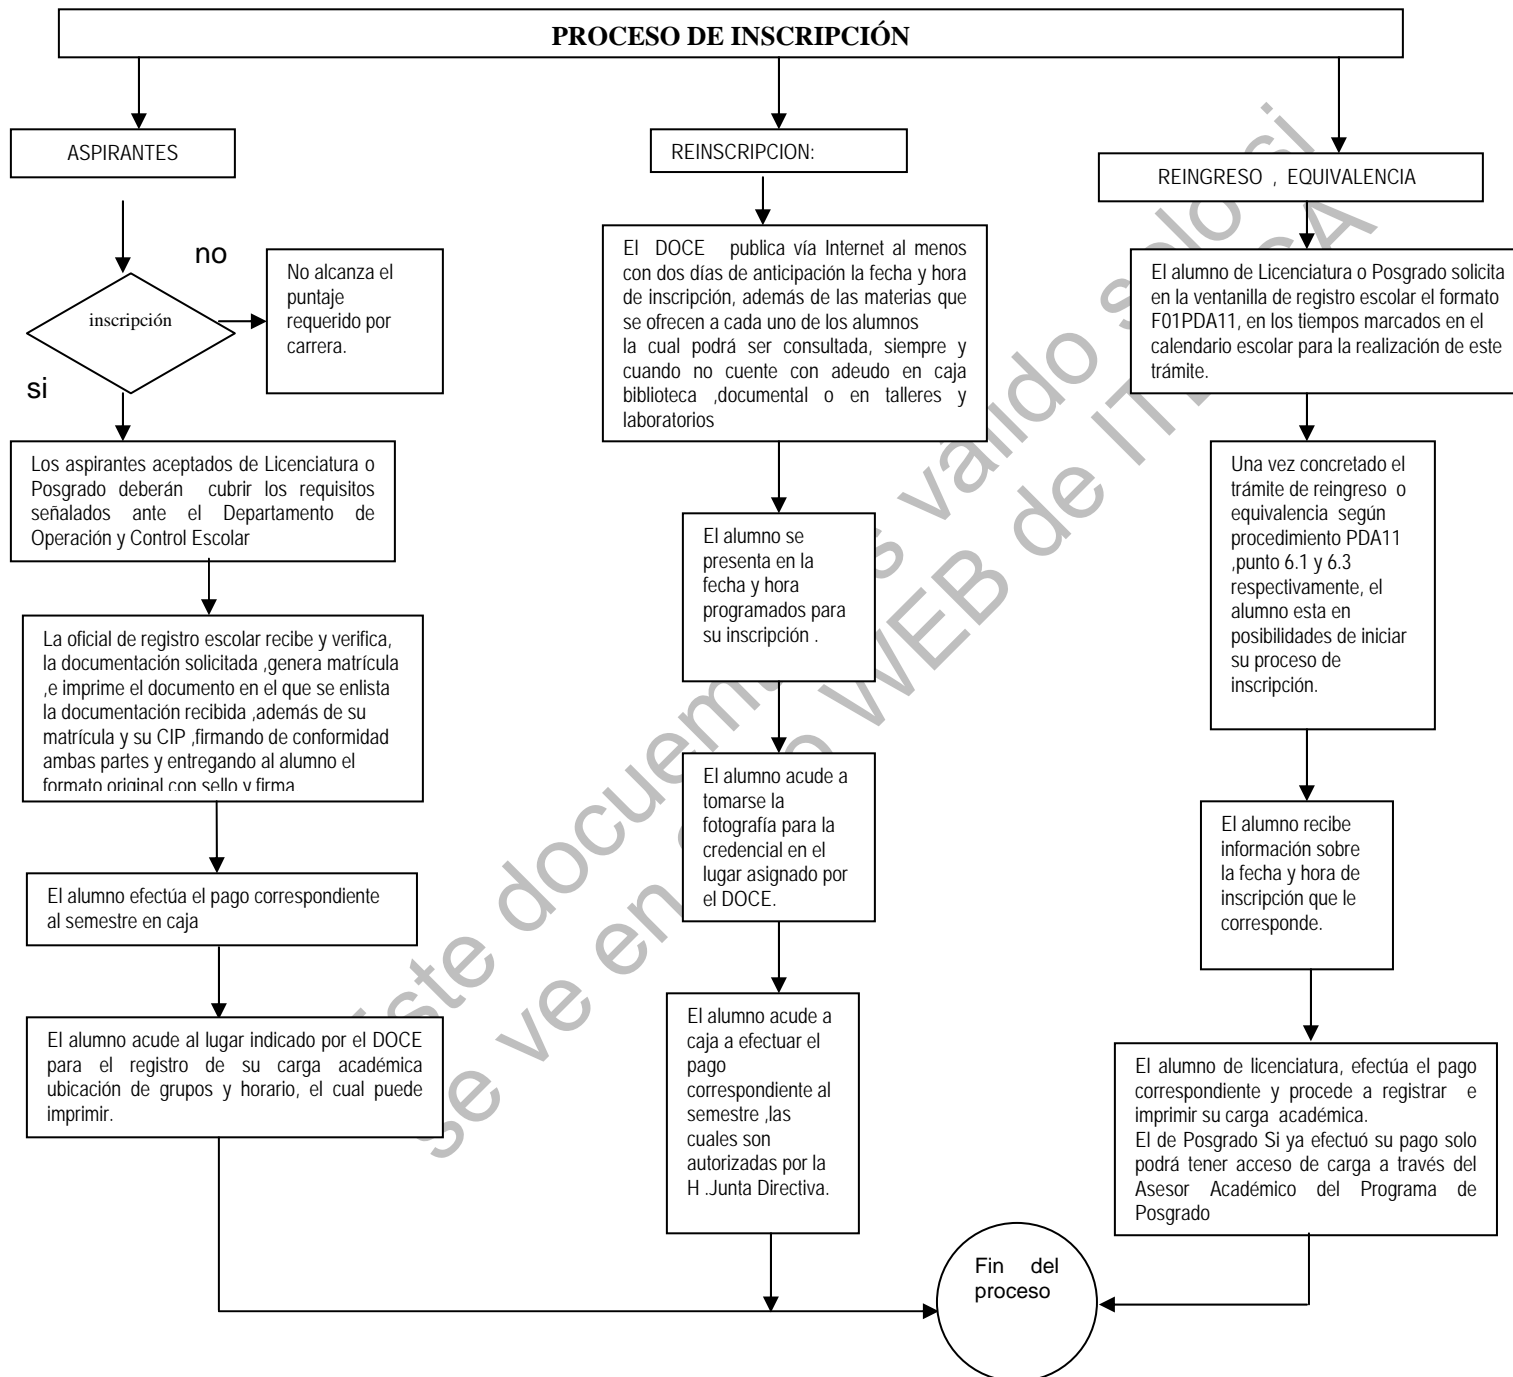 PROCESO DE INSCRIPCIÓN
ASPIRANTES
no
inscripción
No alcanza el
puntaje
requerido por
carrera.
si
Los aspirantes aceptados de Licenciatura o
Posgrado deberán cubrir los requisitos
señalados ante el Departamento de
Operación y Control Escolar
La oficial de registro escolar recibe y verifica,
la documentación solicitada ,genera matrícula
,e imprime el documento en el que se enlista
la documentación recibida ,además de su
matrícula y su CIP ,firmando de conformidad
ambas partes y entregando al alumno el
formato original con sello y firma
El alumno efectúa el pago correspondiente
al semestre en caja
El alumno acude al lugar indicado por el DOCE
para el registro de su carga académica
ubicación de grupos y horario, el cual puede
imprimir.
REINSCRIPCION:
El DOCE publica vía Internet al menos
con dos días de anticipación la fecha y hora
de inscripción, además de las materias que
se ofrecen a cada uno de los alumnos
la cual podrá ser consultada, siempre y
cuando no cuente con adeudo en caja
biblioteca ,documental o en talleres y
laboratorios
El alumno se
presenta en la
fecha y hora
programados para
su inscripción .
El alumno acude a
tomarse la
fotografía para la
credencial en el
lugar asignado por
el DOCE.
El alumno acude a
caja a efectuar el
pago
correspondiente al
semestre ,las
cuales son
autorizadas por la
H .Junta Directiva.
REINGRESO , EQUIVALENCIA
El alumno de Licenciatura o Posgrado solicita
en la ventanilla de registro escolar el formato
F01PDA11, en los tiempos marcados en el
calendario escolar para la realización de este
trámite.
Una vez concretado el
trámite de reingreso o
equivalencia según
procedimiento PDA11
,punto 6.1 y 6.3
respectivamente, el
alumno esta en
posibilidades de iniciar
su proceso de
inscripción.
El alumno recibe
información sobre
la fecha y hora de
inscripción que le
corresponde.
El alumno de licenciatura, efectúa el pago
correspondiente y procede a registrar e
imprimir su carga académica.
El de Posgrado Si ya efectuó su pago solo
podrá tener acceso de carga a través del
Asesor Académico del Programa de
Posgrado
Fin del
proceso
Este documento es válido solo si
se ve en WEB de